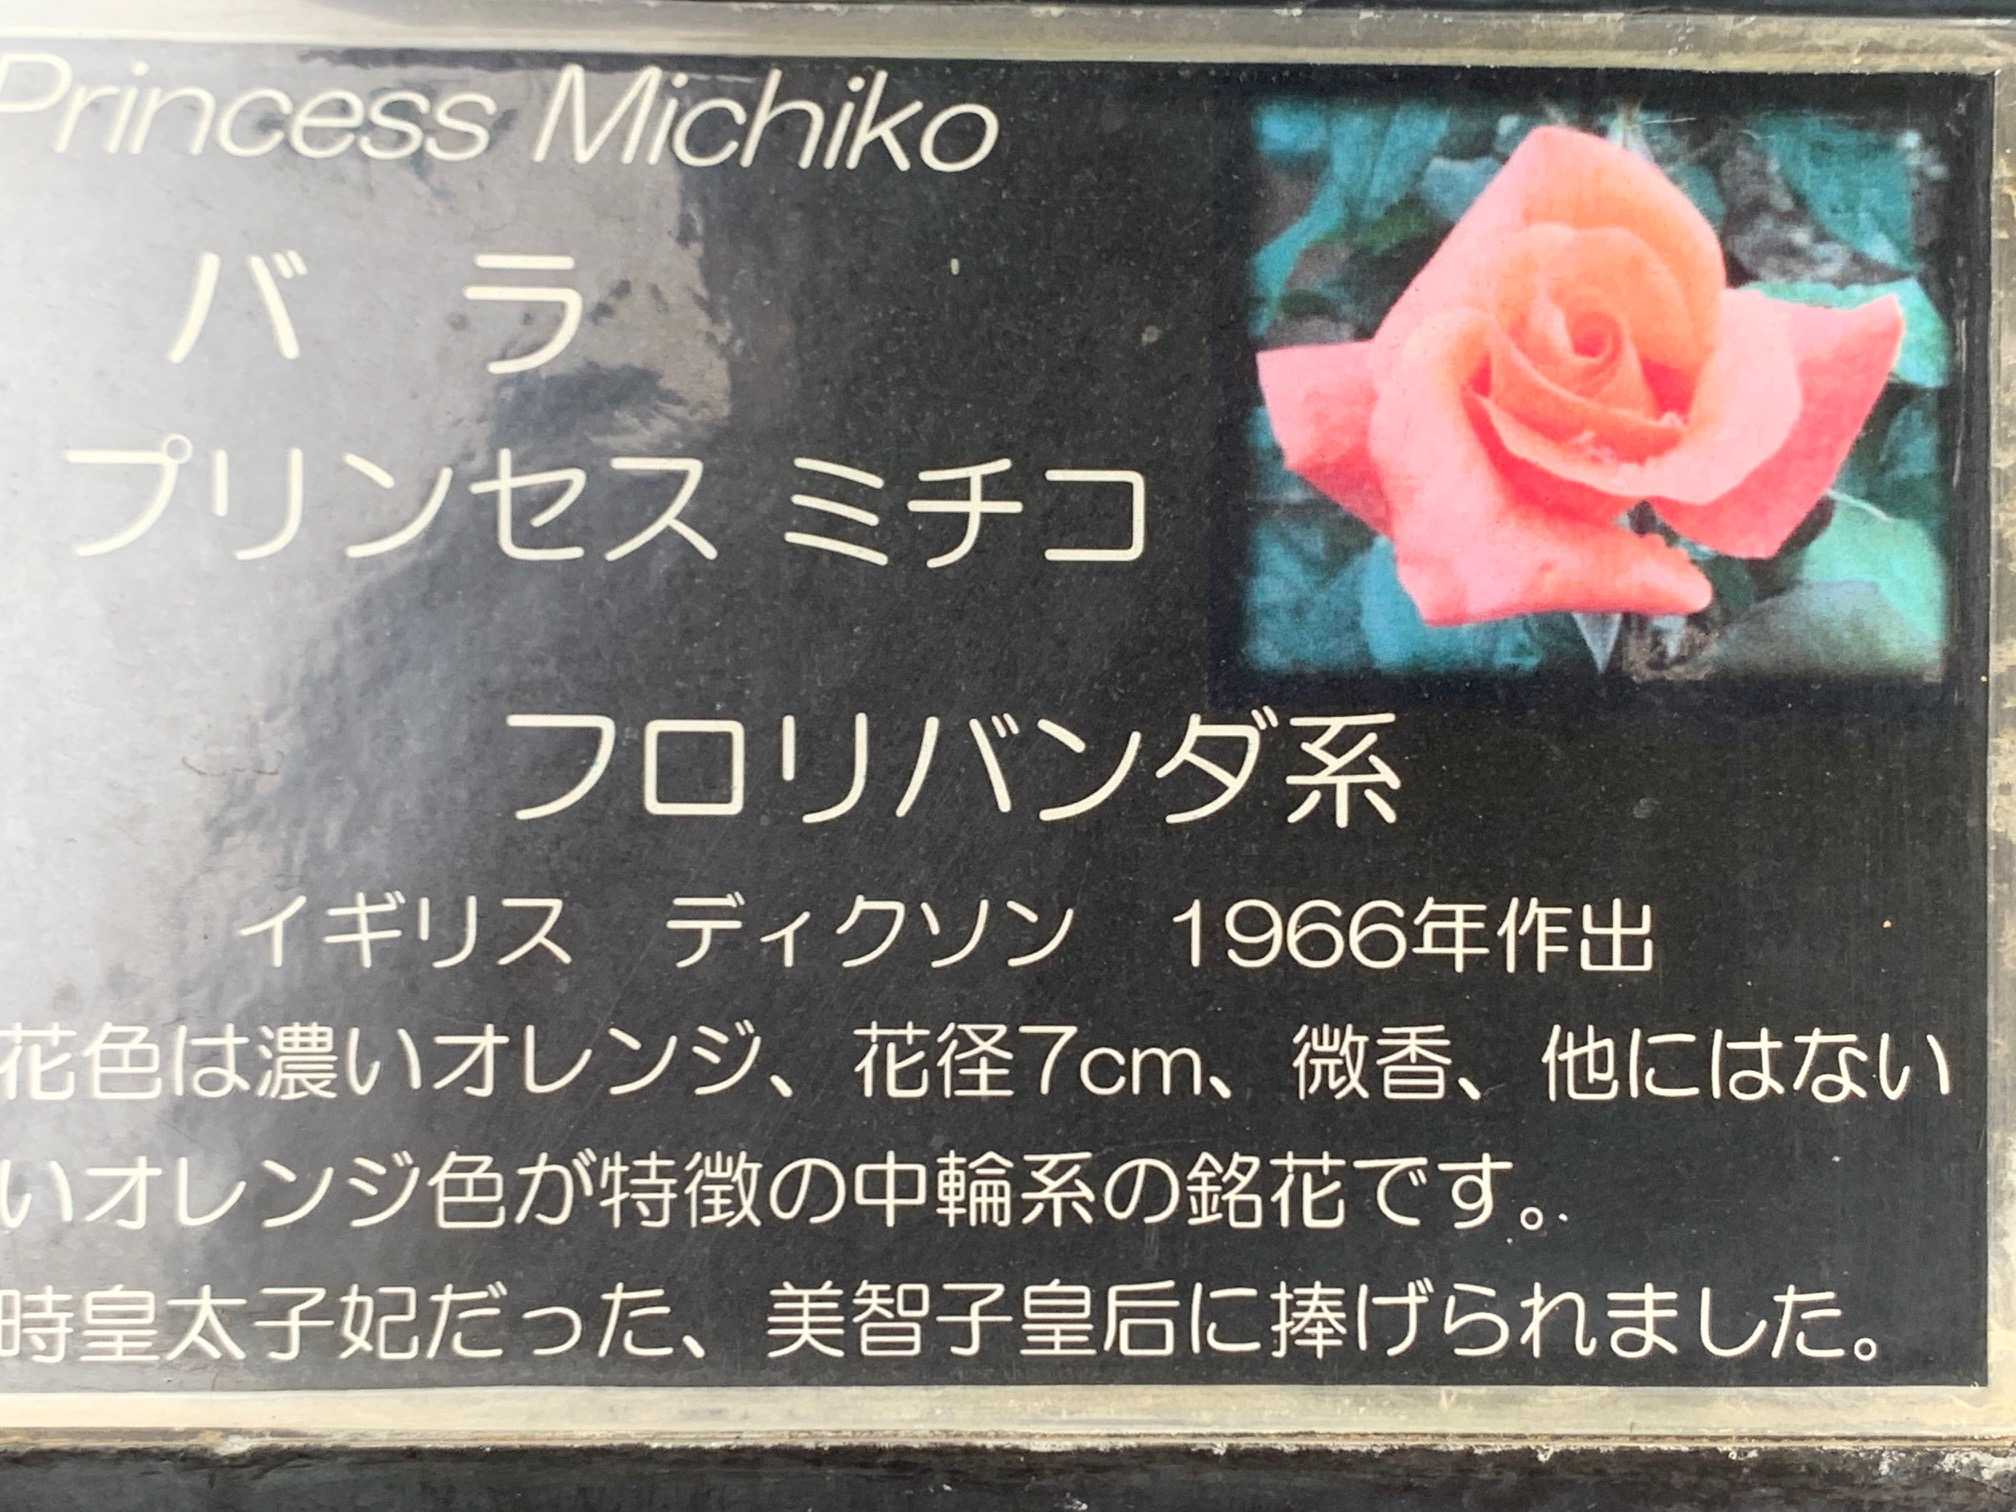 Princess Michiko
バラ
プリンセス ミチコ
フロリバンダ系
イギリス ディクソン 1966年作出
花色は濃いオレンジ、花径7cm、微香、他にはない
いオレンジ色が特徴の中輪系の銘花です。
時皇太子妃だった、美智子皇后に捧げられました。